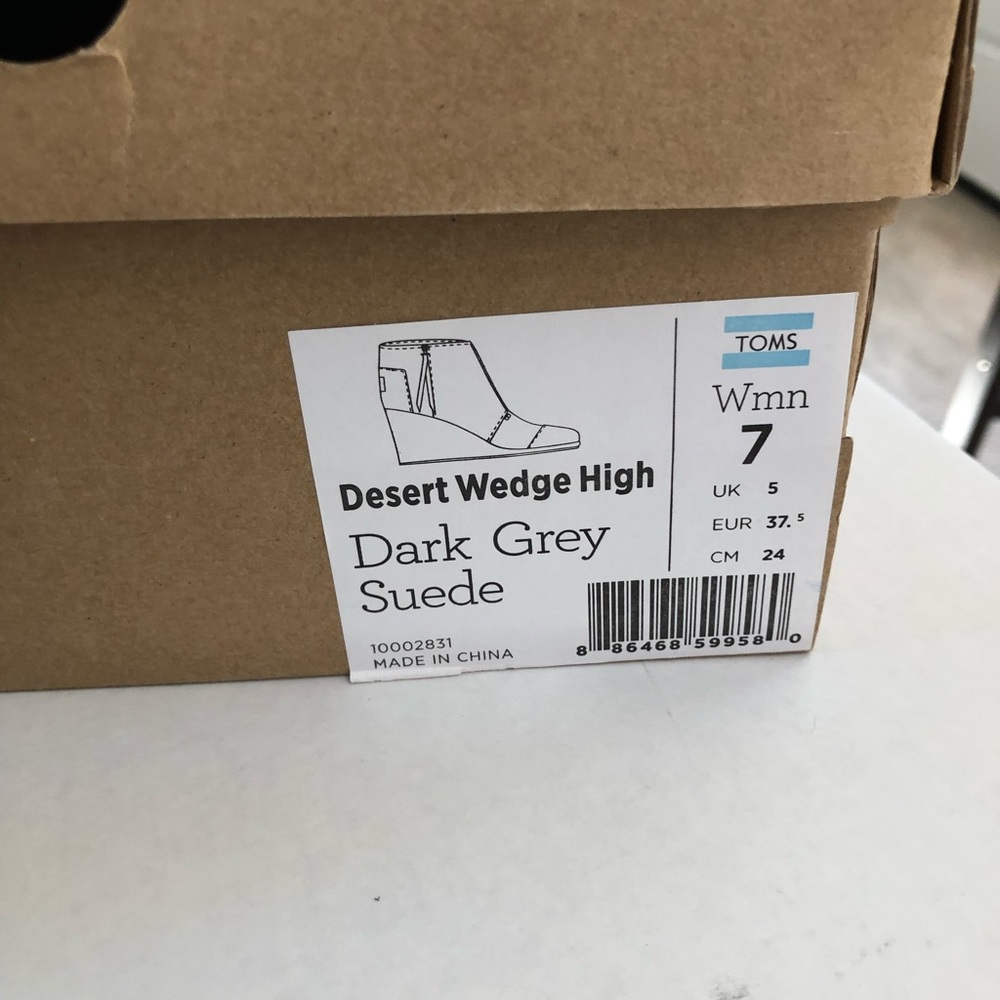 Desert Wedge High
Dark Grey
Suede
10002831
MADE IN CHINA
TOMS
Wmn
7
UK 5
EUR 37.5
CM 24
8 86468 59958 0